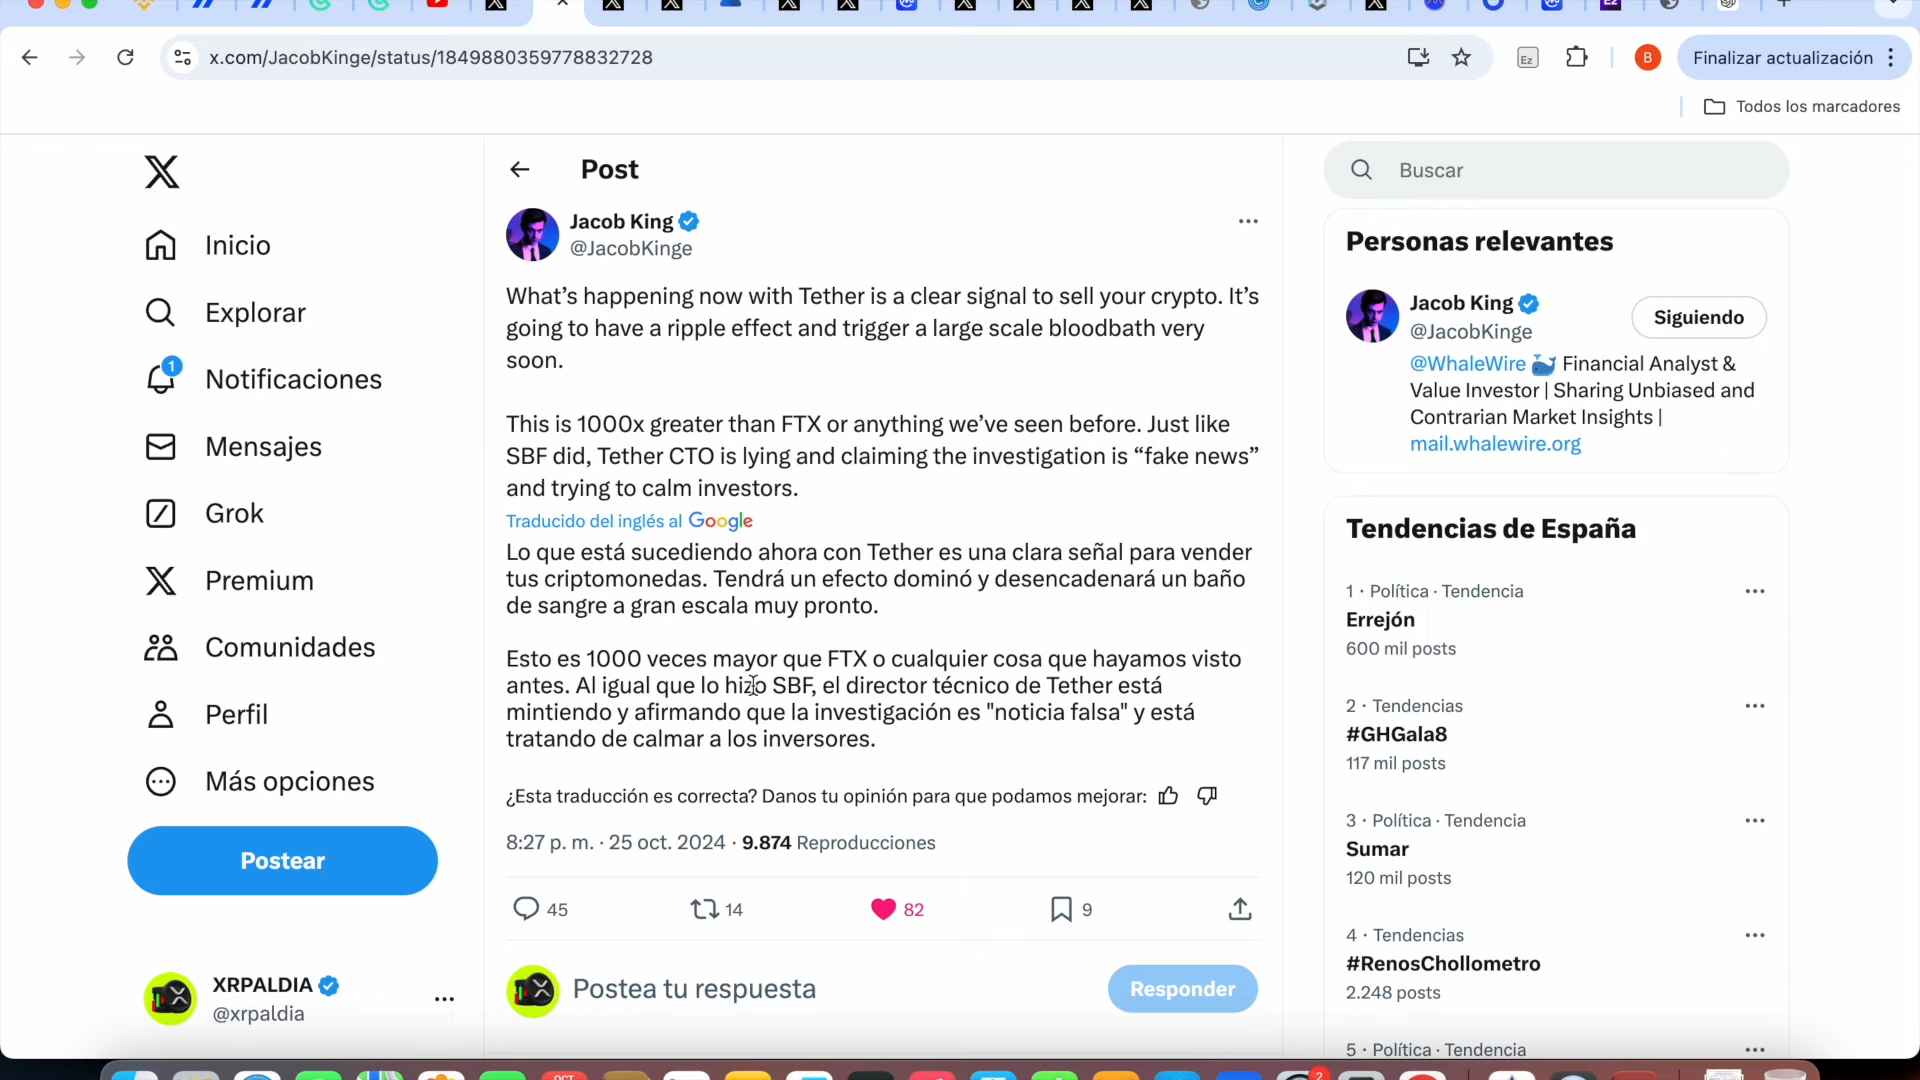 x.com/JacobKinge/status/1849880359778832728
Ez
B
Finalizar actualización
Todos los marcadores
Post
Buscar
Inicio
Explorar
1
Notificaciones
Mensajes
Grok
Premium
Comunidades
Perfil
Más opciones
Postear
XRPALDIA
@xrpaldia
Jacob King
@JacobKinge
What’s happening now with Tether is a clear signal to sell your crypto. It’s
going to have a ripple effect and trigger a large scale bloodbath very
soon.
This is 1000x greater than FTX or anything we’ve seen before. Just like
SBF did, Tether CTO is lying and claiming the investigation is “fake news”
and trying to calm investors.
Traducido del inglés al Google
Lo que está sucediendo ahora con Tether es una clara señal para vender
tus criptomonedas. Tendrá un efecto dominó y desencadenará un baño
de sangre a gran escala muy pronto.
Esto es 1000 veces mayor que FTX o cualquier cosa que hayamos visto
antes. Al igual que lo hizo SBF, el director técnico de Tether está
mintiendo y afirmando que la investigación es "noticia falsa" y está
tratando de calmar a los inversores.
¿Esta traducción es correcta? Danos tu opinión para que podamos mejorar:
8:27 p. m. · 25 oct. 2024 · 9.874 Reproducciones
45
14
82
9
Postea tu respuesta
Responder
Personas relevantes
Jacob King
@JacobKinge
Siguiendo
@WhaleWire 🐳 Financial Analyst &
Value Investor | Sharing Unbiased and
Contrarian Market Insights |
mail.whalewire.org
Tendencias de España
1 · Política · Tendencia
Errejón
600 mil posts
2 · Tendencias
#GHGala8
117 mil posts
3 · Política · Tendencia
Sumar
120 mil posts
4 · Tendencias
#RenosChollometro
2.248 posts
5 · Política · Tendencia
OCT
2